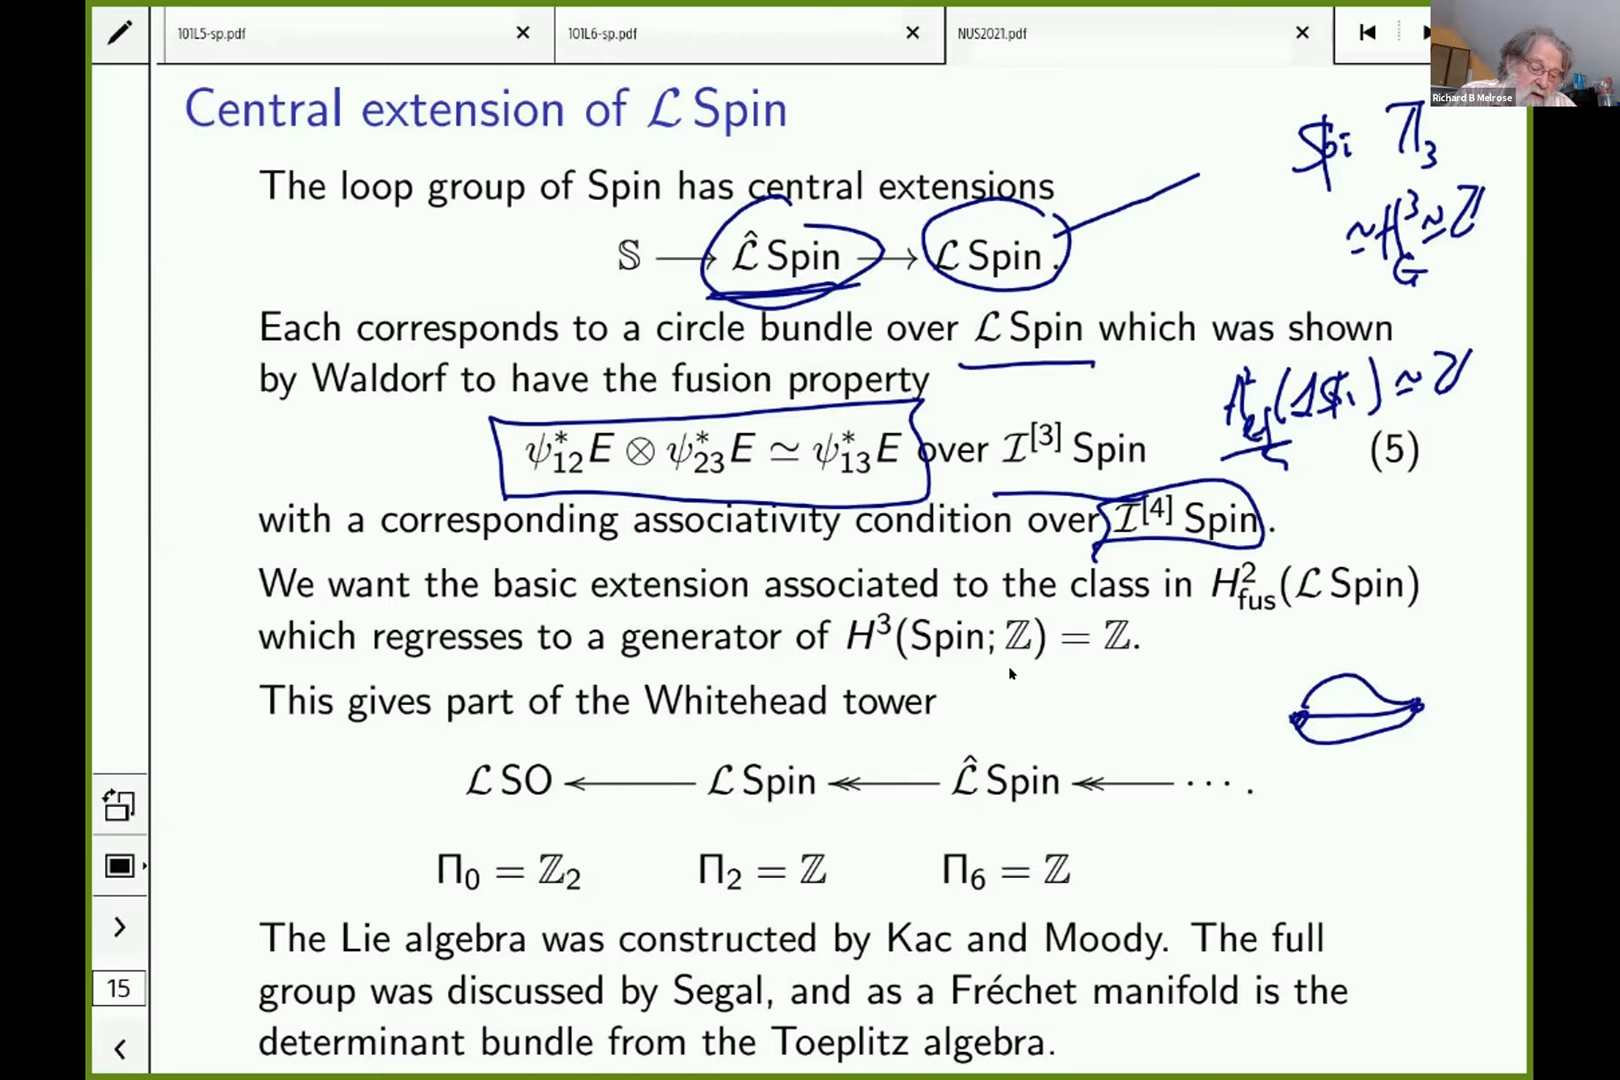 101L5-sp.pdf
101L6-sp.pdf
NUS2021.pdf
Richard B Melrose
Central extension of ℒ Spin
Spi π₃
≃H³≃ℤ
G
The loop group of Spin has central extensions
𝕊 ⟶ ℒ̂ Spin ⟶ ℒ Spin .
Each corresponds to a circle bundle over ℒ Spin which was shown
by Waldorf to have the fusion property
ψ*₁₂E ⊗ ψ*₂₃E ≃ ψ*₁₃E over ℐ^[3] Spin (5)
with a corresponding associativity condition over ℐ^[4] Spin.
We want the basic extension associated to the class in H²_fus(ℒ Spin)
which regresses to a generator of H³(Spin; ℤ) = ℤ.
This gives part of the Whitehead tower
ℒ SO ⟵ ℒ Spin ↞ ℒ̂ Spin ↞ ··· .
Π₀ = ℤ₂ Π₂ = ℤ Π₆ = ℤ
The Lie algebra was constructed by Kac and Moody. The full
group was discussed by Segal, and as a Fréchet manifold is the
determinant bundle from the Toeplitz algebra.
15